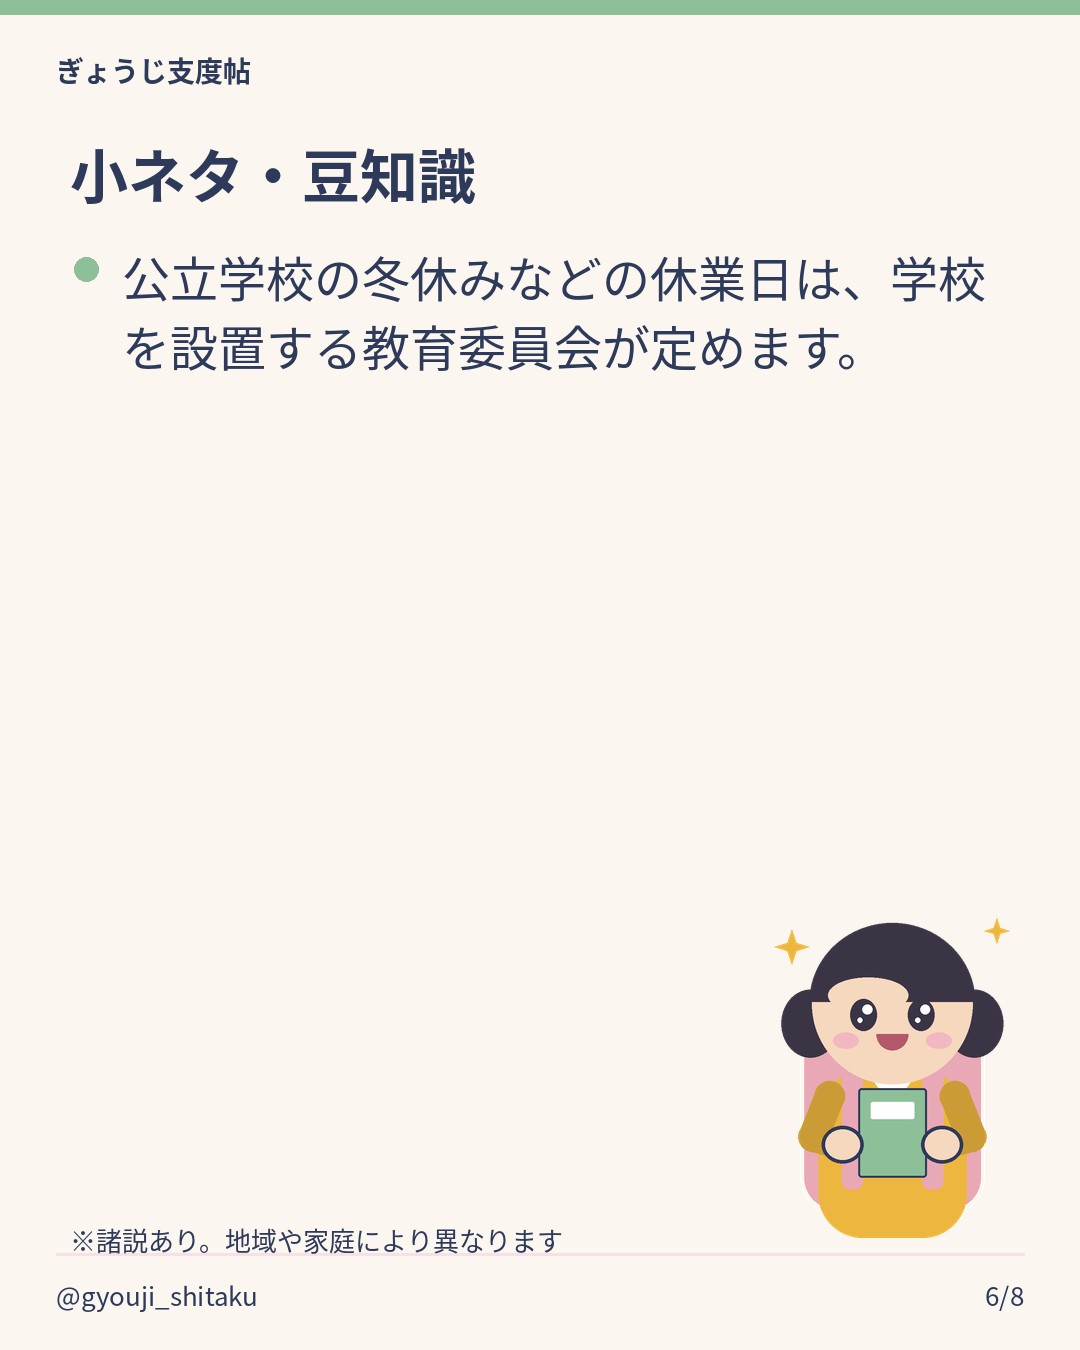 ぎょうじ支度帖
小ネタ・豆知識
公立学校の冬休みなどの休業日は、学校
を設置する教育委員会が定めます。
※諸説あり。地域や家庭により異なります
@gyouji_shitaku
6/8